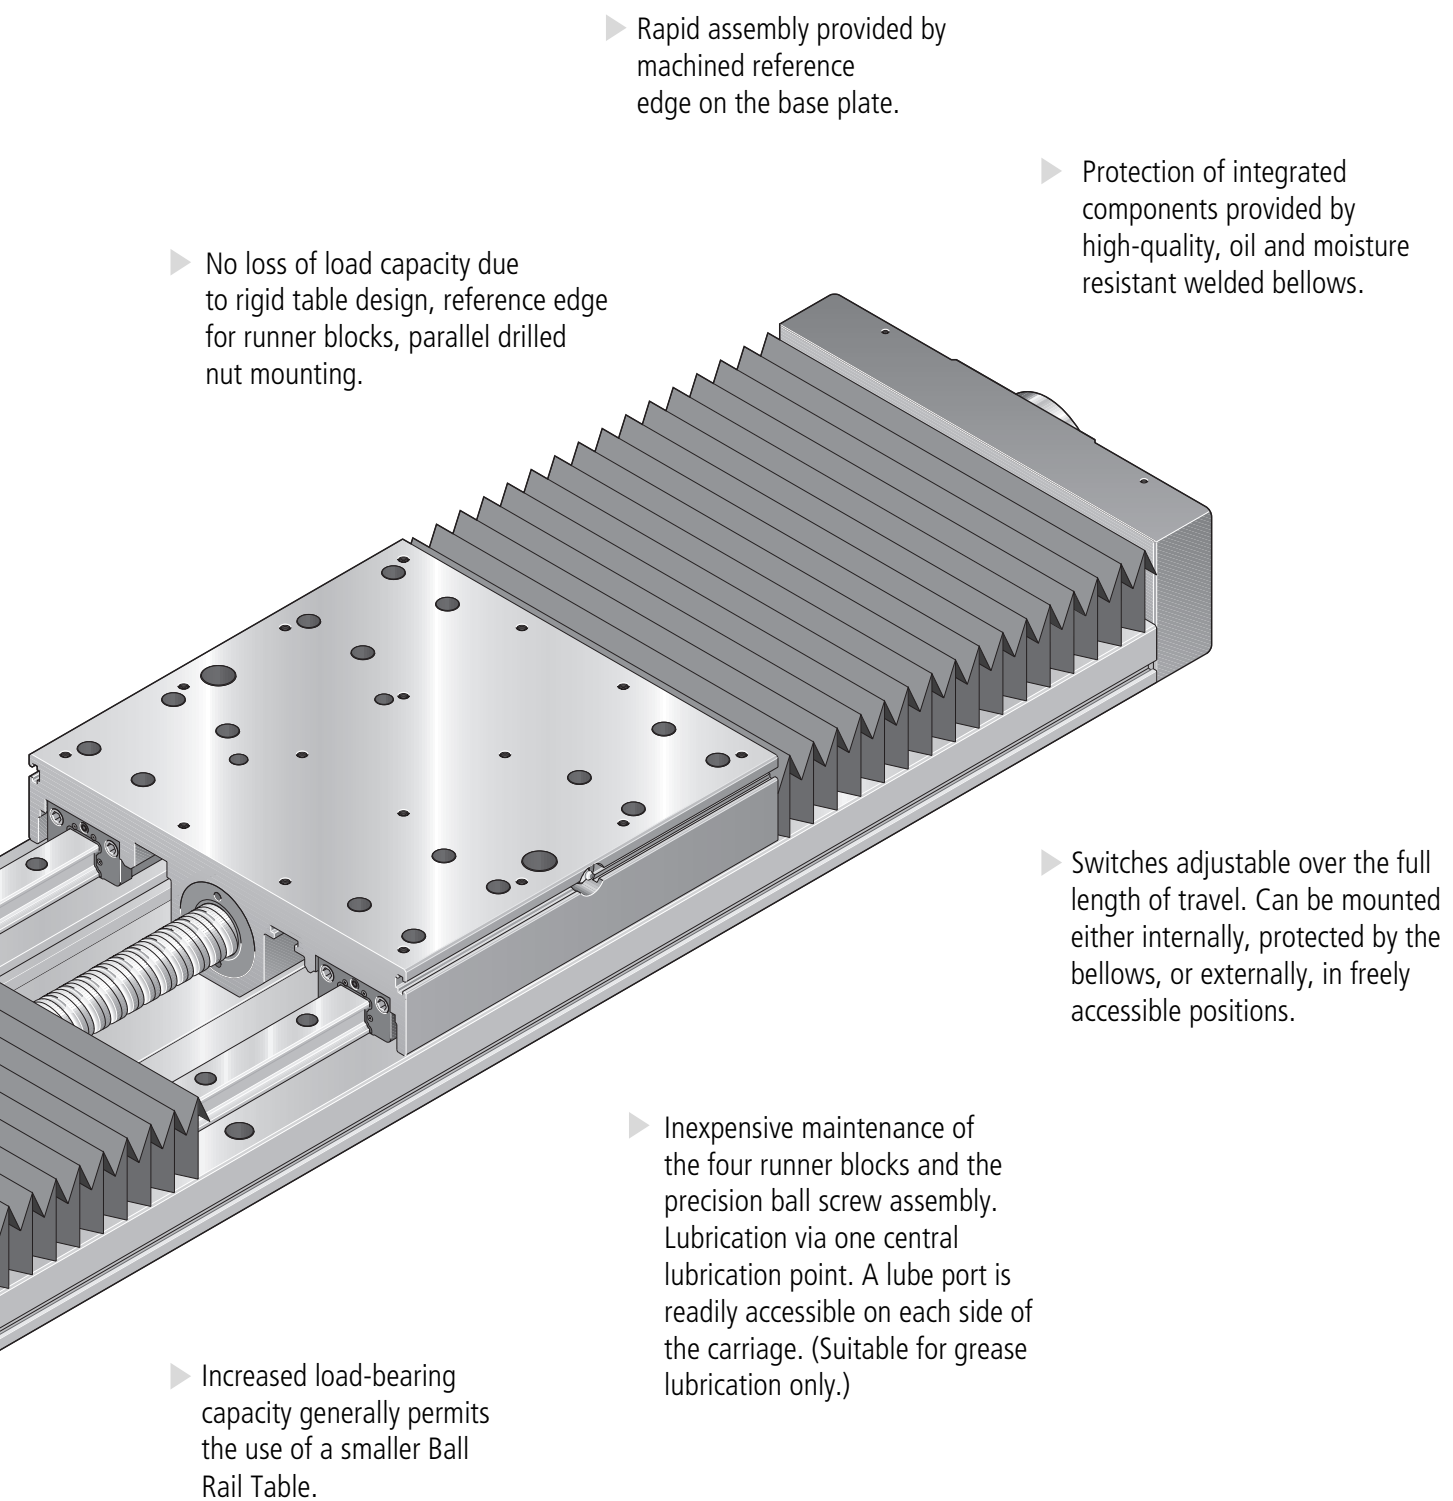 Rapid assembly provided by
machined reference
edge on the base plate.
Protection of integrated
components provided by
high-quality, oil and moisture
resistant welded bellows.
No loss of load capacity due
to rigid table design, reference edge
for runner blocks, parallel drilled
nut mounting.
Switches adjustable over the full
length of travel. Can be mounted
either internally, protected by the
bellows, or externally, in freely
accessible positions.
Inexpensive maintenance of
the four runner blocks and the
precision ball screw assembly.
Lubrication via one central
lubrication point. A lube port is
readily accessible on each side of
the carriage. (Suitable for grease
lubrication only.)
Increased load-bearing
capacity generally permits
the use of a smaller Ball
Rail Table.